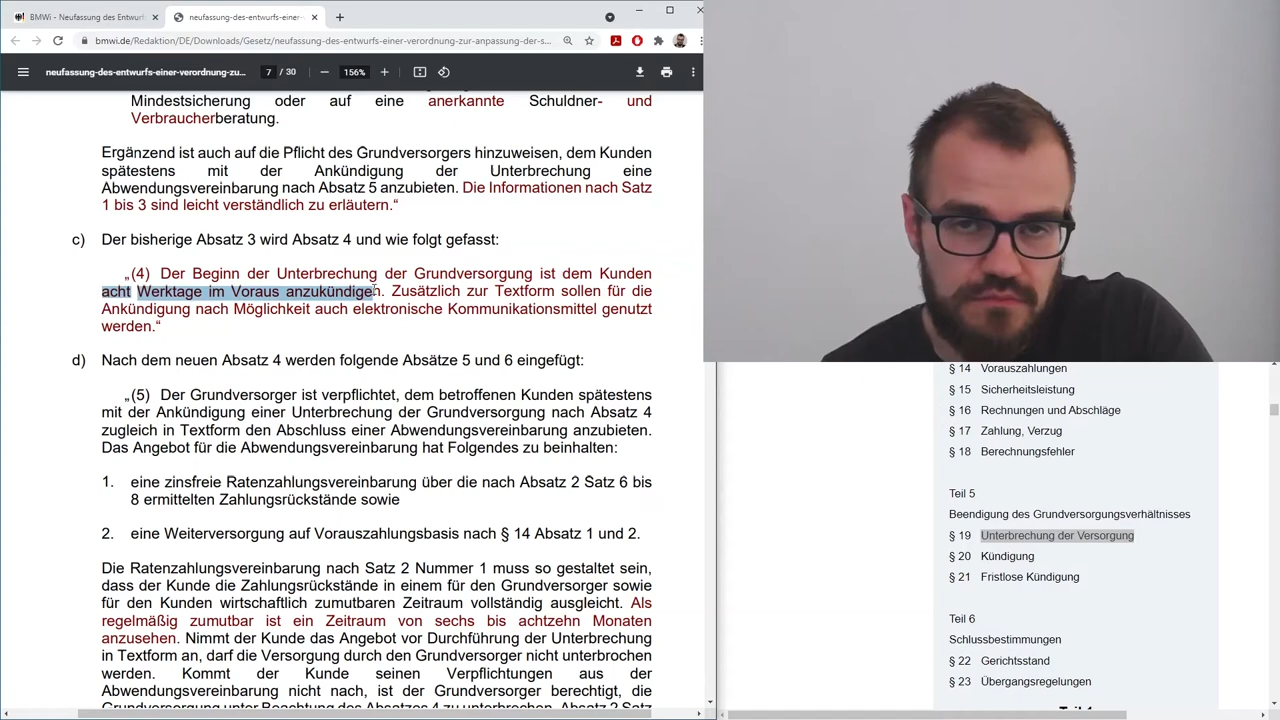 BMWi - Neufassung des Entwurf
neufassung-des-entwurfs-einer-
bmwi.de/Redaktion/DE/Downloads/Gesetz/neufassung-des-entwurfs-einer-verordnung-zur-anpassung-der-s...
neufassung-des-entwurfs-einer-verordnung-zu...
7 / 30
156%
Mindestsicherung oder auf eine anerkannte Schuldner- und
Verbraucherberatung.
Ergänzend ist auch auf die Pflicht des Grundversorgers hinzuweisen, dem Kunden
spätestens mit der Ankündigung der Unterbrechung eine
Abwendungsvereinbarung nach Absatz 5 anzubieten. Die Informationen nach Satz
1 bis 3 sind leicht verständlich zu erläutern.“
c) Der bisherige Absatz 3 wird Absatz 4 und wie folgt gefasst:
„(4) Der Beginn der Unterbrechung der Grundversorgung ist dem Kunden
acht Werktage im Voraus anzukündigen. Zusätzlich zur Textform sollen für die
Ankündigung nach Möglichkeit auch elektronische Kommunikationsmittel genutzt
werden.“
d) Nach dem neuen Absatz 4 werden folgende Absätze 5 und 6 eingefügt:
„(5) Der Grundversorger ist verpflichtet, dem betroffenen Kunden spätestens
mit der Ankündigung einer Unterbrechung der Grundversorgung nach Absatz 4
zugleich in Textform den Abschluss einer Abwendungsvereinbarung anzubieten.
Das Angebot für die Abwendungsvereinbarung hat Folgendes zu beinhalten:
1. eine zinsfreie Ratenzahlungsvereinbarung über die nach Absatz 2 Satz 6 bis
8 ermittelten Zahlungsrückstände sowie
2. eine Weiterversorgung auf Vorauszahlungsbasis nach § 14 Absatz 1 und 2.
Die Ratenzahlungsvereinbarung nach Satz 2 Nummer 1 muss so gestaltet sein,
dass der Kunde die Zahlungsrückstände in einem für den Grundversorger sowie
für den Kunden wirtschaftlich zumutbaren Zeitraum vollständig ausgleicht. Als
regelmäßig zumutbar ist ein Zeitraum von sechs bis achtzehn Monaten
anzusehen. Nimmt der Kunde das Angebot vor Durchführung der Unterbrechung
in Textform an, darf die Versorgung durch den Grundversorger nicht unterbrochen
werden. Kommt der Kunde seinen Verpflichtungen aus der
Abwendungsvereinbarung nicht nach, ist der Grundversorger berechtigt, die
Grundversorgung unter Beachtung des Absatzes 4 zu unterbrechen. Absatz 2 Satz
§ 14 Vorauszahlungen
§ 15 Sicherheitsleistung
§ 16 Rechnungen und Abschläge
§ 17 Zahlung, Verzug
§ 18 Berechnungsfehler
Teil 5
Beendigung des Grundversorgungsverhältnisses
§ 19 Unterbrechung der Versorgung
§ 20 Kündigung
§ 21 Fristlose Kündigung
Teil 6
Schlussbestimmungen
§ 22 Gerichtsstand
§ 23 Übergangsregelungen
Teil 1